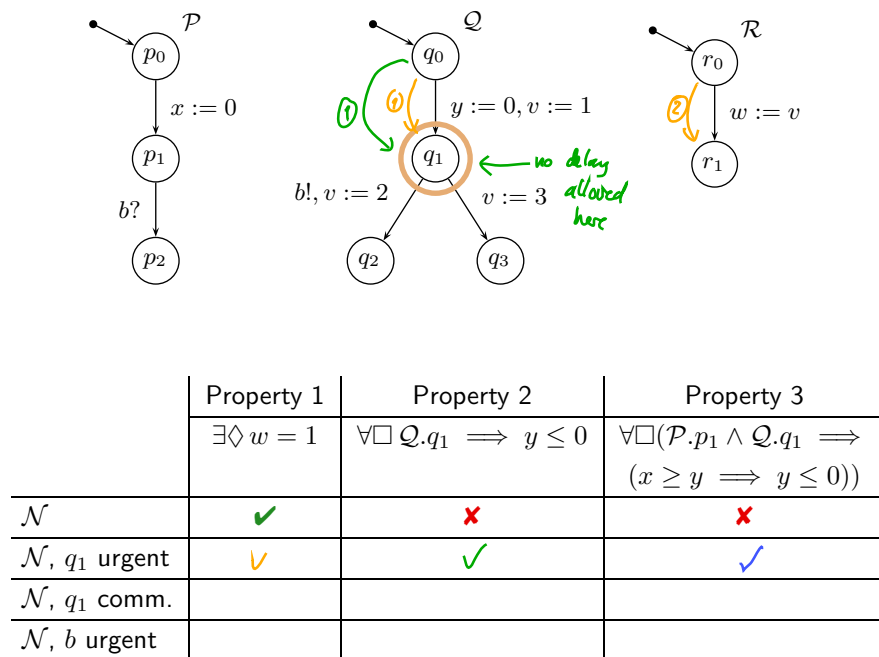 𝒫
𝒬
ℛ
p₀
q₀
r₀
x := 0
① ①
y := 0, v := 1
②
w := v
p₁
q₁
r₁
no delay
allowed
here
b?
b!, v := 2
v := 3
p₂
q₂
q₃
Property 1 Property 2 Property 3
∃◊ w = 1 ∀□ 𝒬.q₁ ⟹ y ≤ 0 ∀□(𝒫.p₁ ∧ 𝒬.q₁ ⟹
(x ≥ y ⟹ y ≤ 0))
𝒩 ✔ ✘ ✘
𝒩, q₁ urgent ✓ ✓ ✓
𝒩, q₁ comm.
𝒩, b urgent